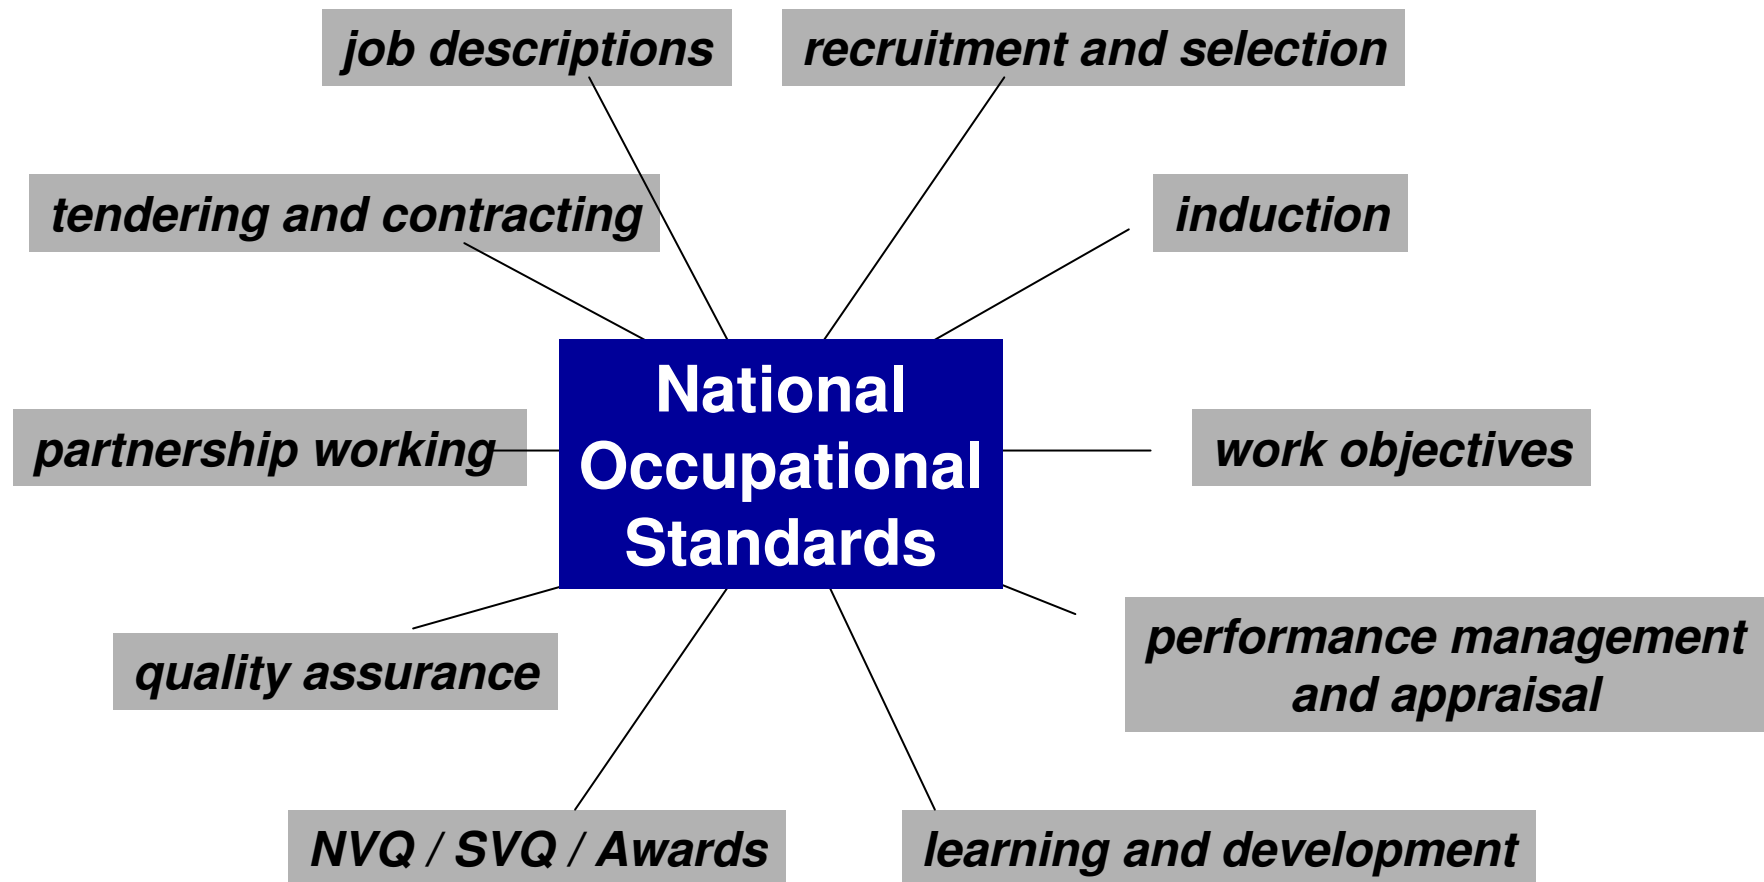 job descriptions
recruitment and selection
tendering and contracting
induction
National
Occupational
Standards
partnership working
work objectives
quality assurance
performance management
and appraisal
NVQ / SVQ / Awards
learning and development